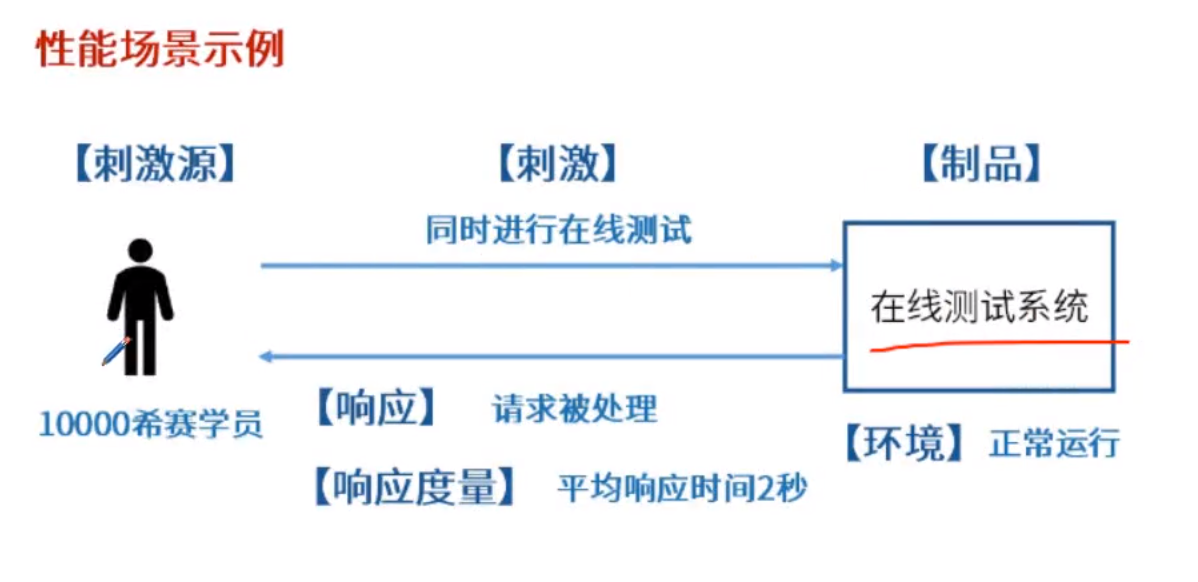 性能场景示例
【刺激源】
【刺激】
【制品】
同时进行在线测试
在线测试系统
10000希赛学员
【响应】 请求被处理
【环境】 正常运行
【响应度量】 平均响应时间2秒